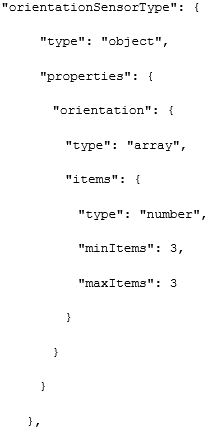 "orientationSensorType": {
"type": "object",
"properties": {
"orientation": {
"type": "array",
"items": {
"type": "number",
"minItems": 3,
"maxItems": 3
}
}
}
},